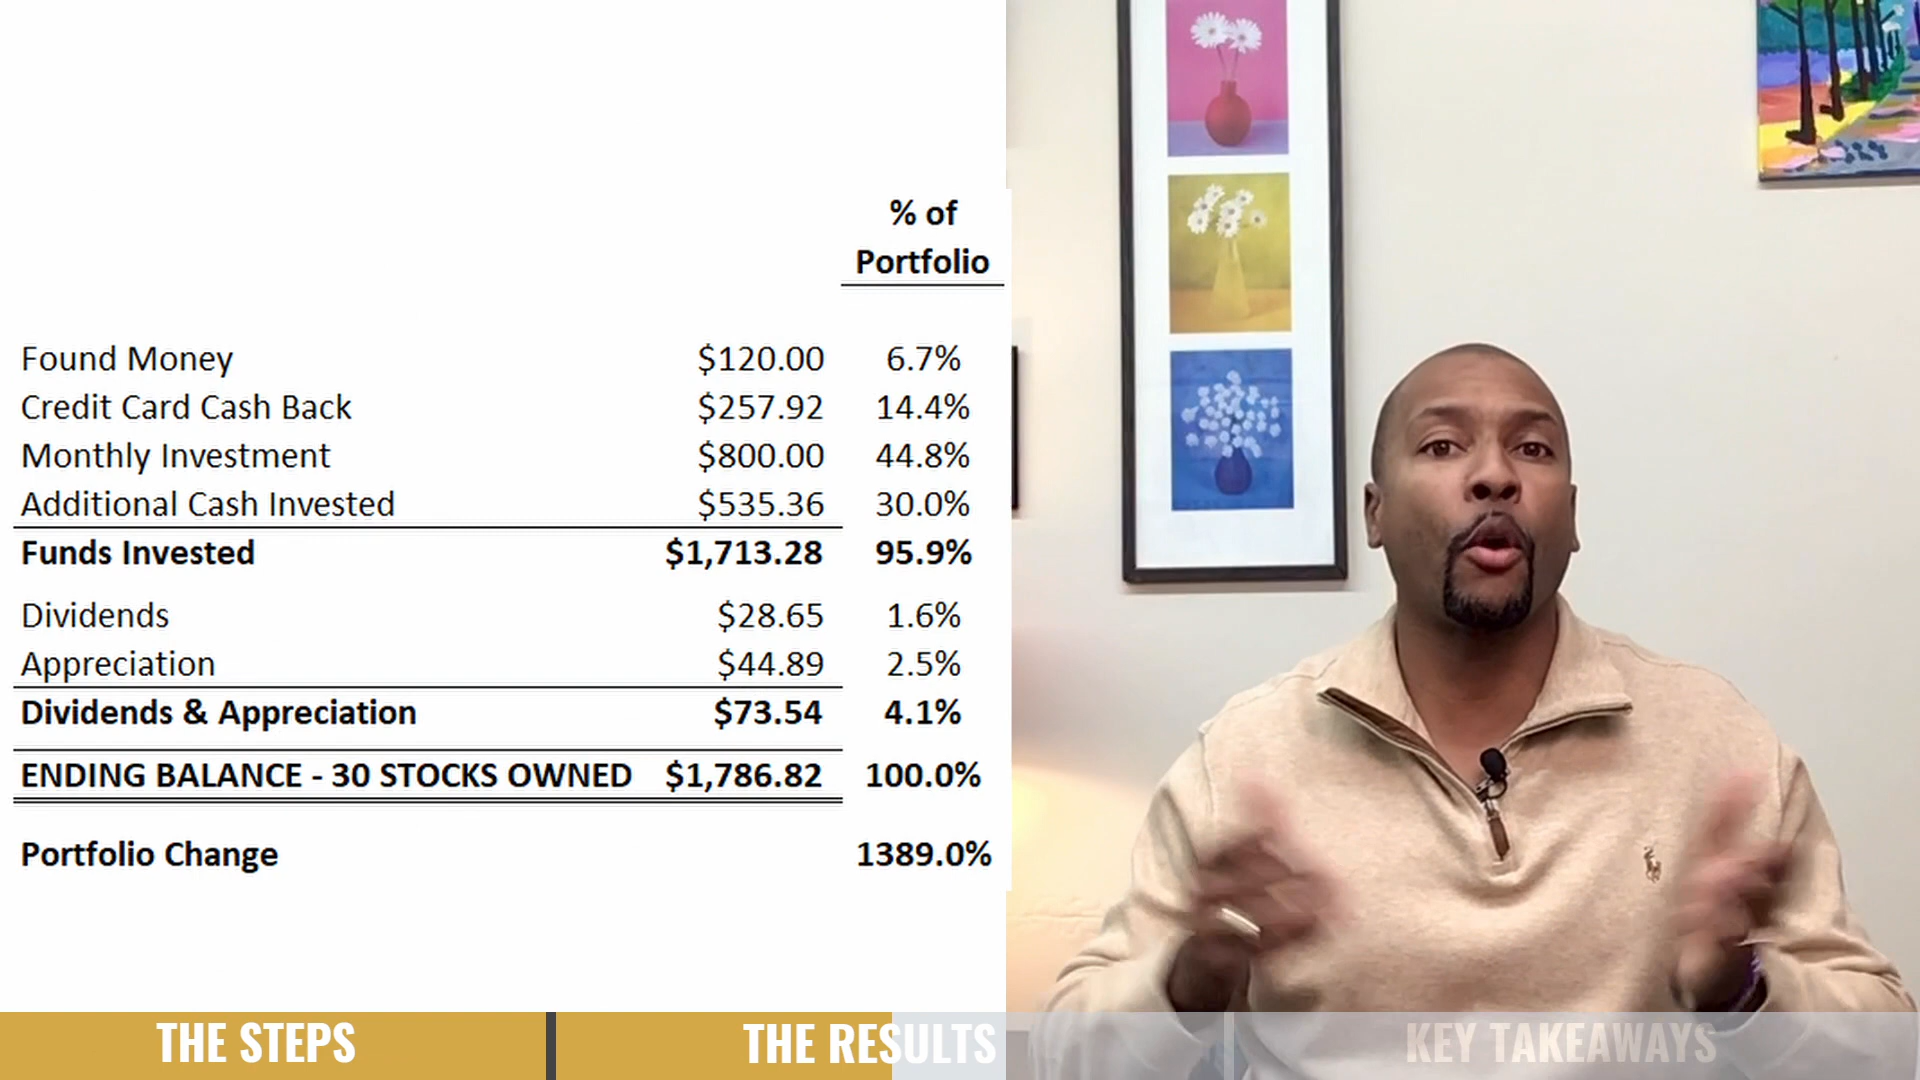 % of
Portfolio
Found Money $120.00 6.7%
Credit Card Cash Back $257.92 14.4%
Monthly Investment $800.00 44.8%
Additional Cash Invested $535.36 30.0%
Funds Invested $1,713.28 95.9%
Dividends $28.65 1.6%
Appreciation $44.89 2.5%
Dividends & Appreciation $73.54 4.1%
ENDING BALANCE - 30 STOCKS OWNED $1,786.82 100.0%
Portfolio Change 1389.0%
THE STEPS THE RESULTS KEY TAKEAWAYS